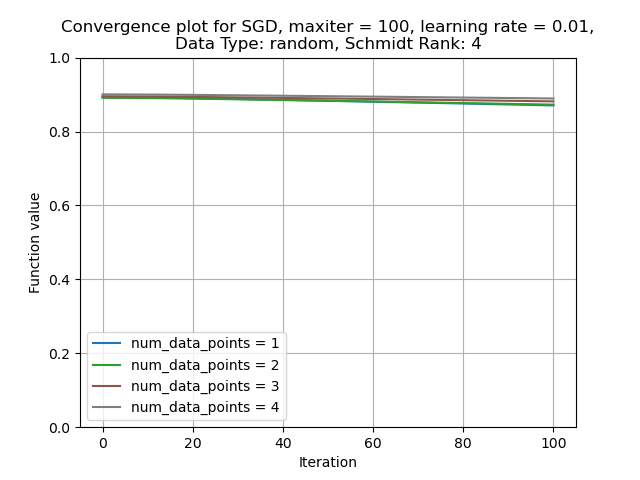 Convergence plot for SGD, maxiter = 100, learning rate = 0.01,
Data Type: random, Schmidt Rank: 4
1.0
0.8
0.6
0.4
0.2
0.0
Function value
num_data_points = 1
num_data_points = 2
num_data_points = 3
num_data_points = 4
0 20 40 60 80 100
Iteration